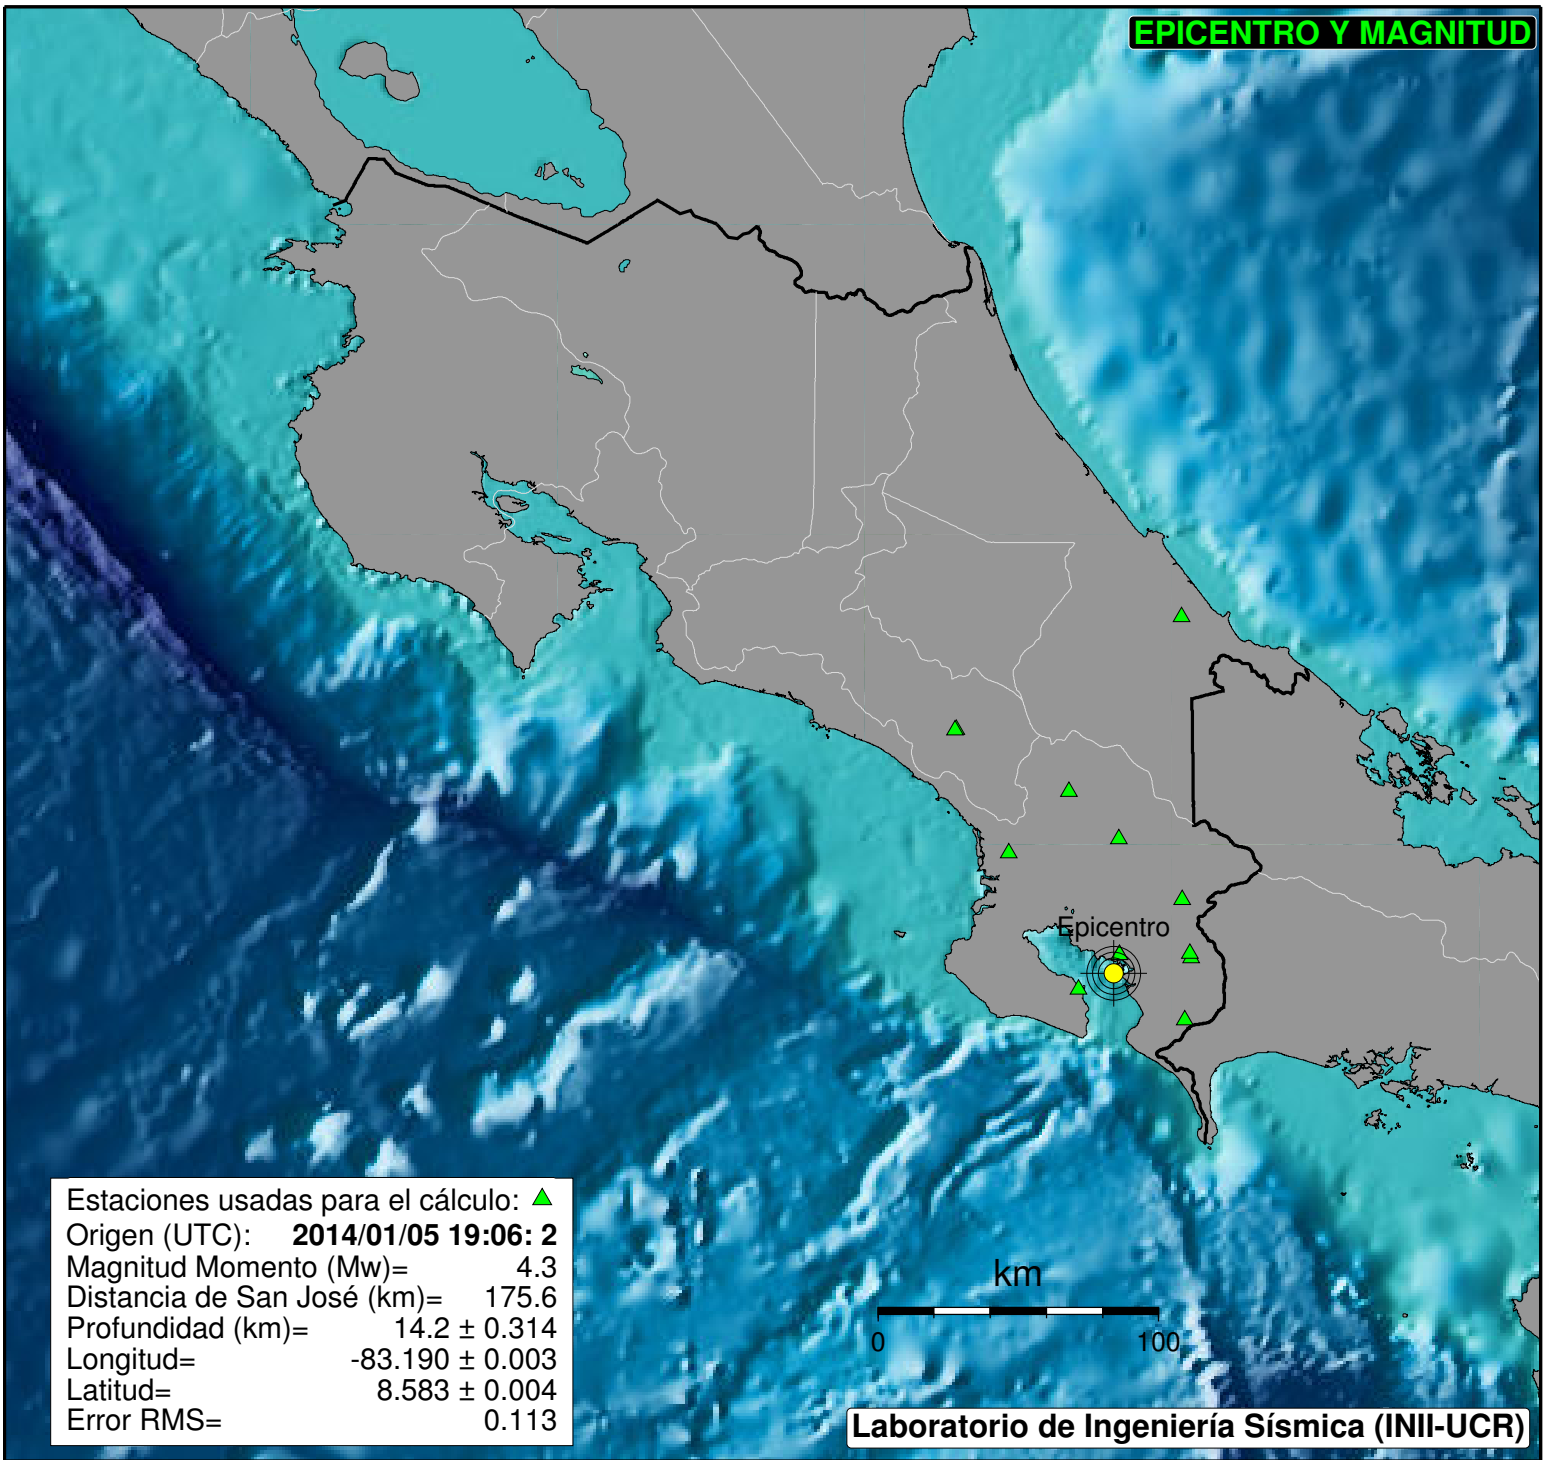 EPICENTRO Y MAGNITUD
Epicentro
Estaciones usadas para el cálculo:
Origen (UTC): 2014/01/05 19:06: 2
Magnitud Momento (Mw)= 4.3
Distancia de San José (km)= 175.6
Profundidad (km)= 14.2 ± 0.314
Longitud= -83.190 ± 0.003
Latitud= 8.583 ± 0.004
Error RMS= 0.113
km
0 100
Laboratorio de Ingeniería Sísmica (INII-UCR)